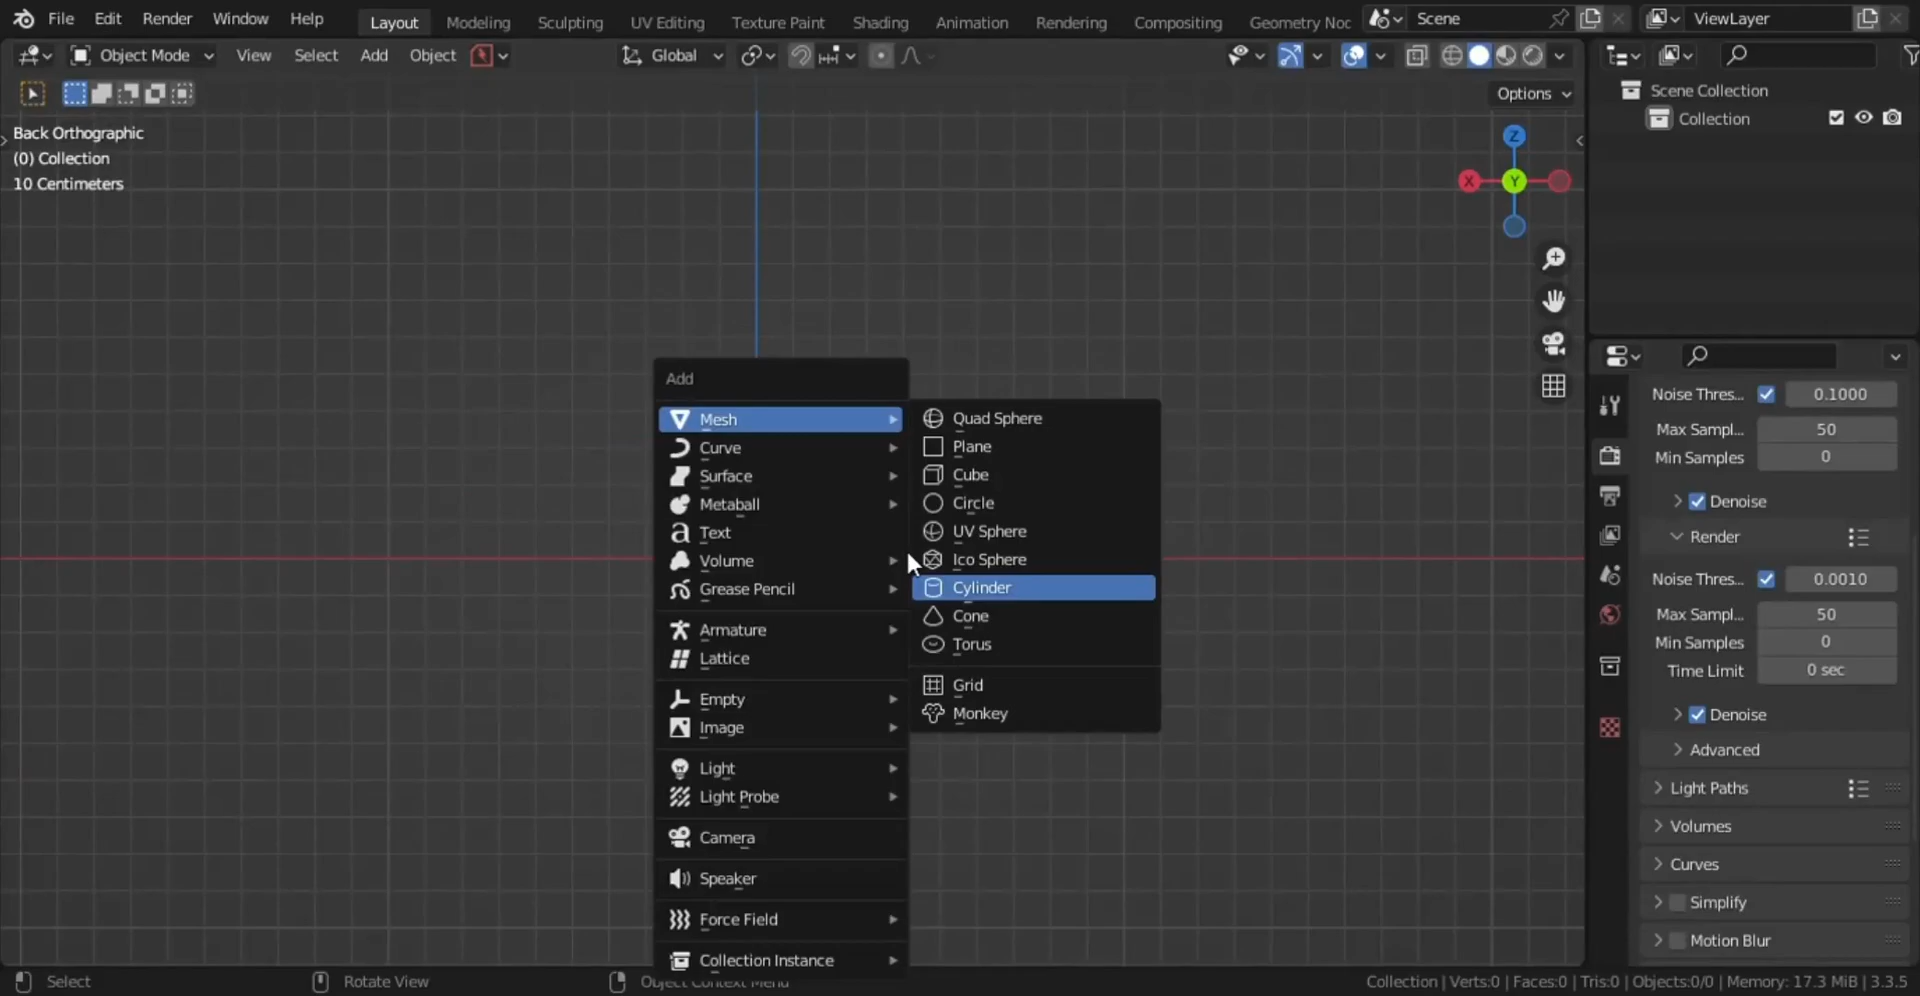 File Edit Render Window Help Layout Modeling Sculpting UV Editing Texture Paint Shading Animation Rendering Compositing Geometry Noc Scene ViewLayer
Object Mode View Select Add Object Global
Options
Scene Collection
Collection
Back Orthographic
(0) Collection
10 Centimeters
Z
X
Y
Add
Mesh
Curve
Surface
Metaball
Text
Volume
Grease Pencil
Armature
Lattice
Empty
Image
Light
Light Probe
Camera
Speaker
Force Field
Collection Instance
Quad Sphere
Plane
Cube
Circle
UV Sphere
Ico Sphere
Cylinder
Cone
Torus
Grid
Monkey
Noise Thres... 0.1000
Max Sampl... 50
Min Samples 0
Denoise
Render
Noise Thres... 0.0010
Max Sampl... 50
Min Samples 0
Time Limit 0 sec
Denoise
Advanced
Light Paths
Volumes
Curves
Simplify
Motion Blur
Select Rotate View Object Context Menu Collection | Verts:0 | Faces:0 | Tris:0 | Objects:0/0 | Memory: 17.3 MiB | 3.3.5